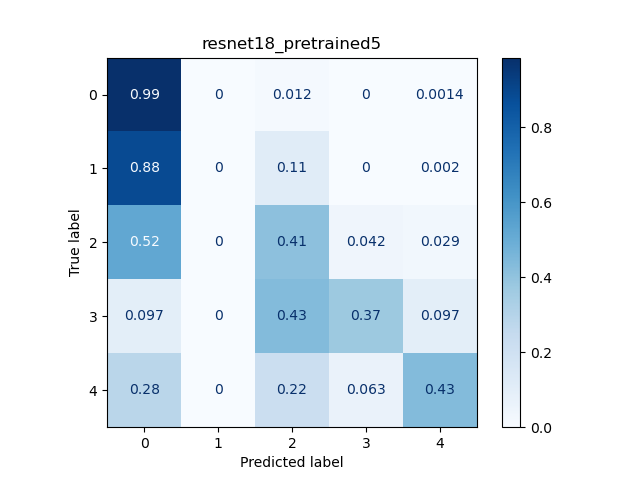 resnet18_pretrained5
0 0.99 0 0.012 0 0.0014
1 0.88 0 0.11 0 0.002
2 0.52 0 0.41 0.042 0.029
3 0.097 0 0.43 0.37 0.097
4 0.28 0 0.22 0.063 0.43
0 1 2 3 4
True label
Predicted label
0.8
0.6
0.4
0.2
0.0